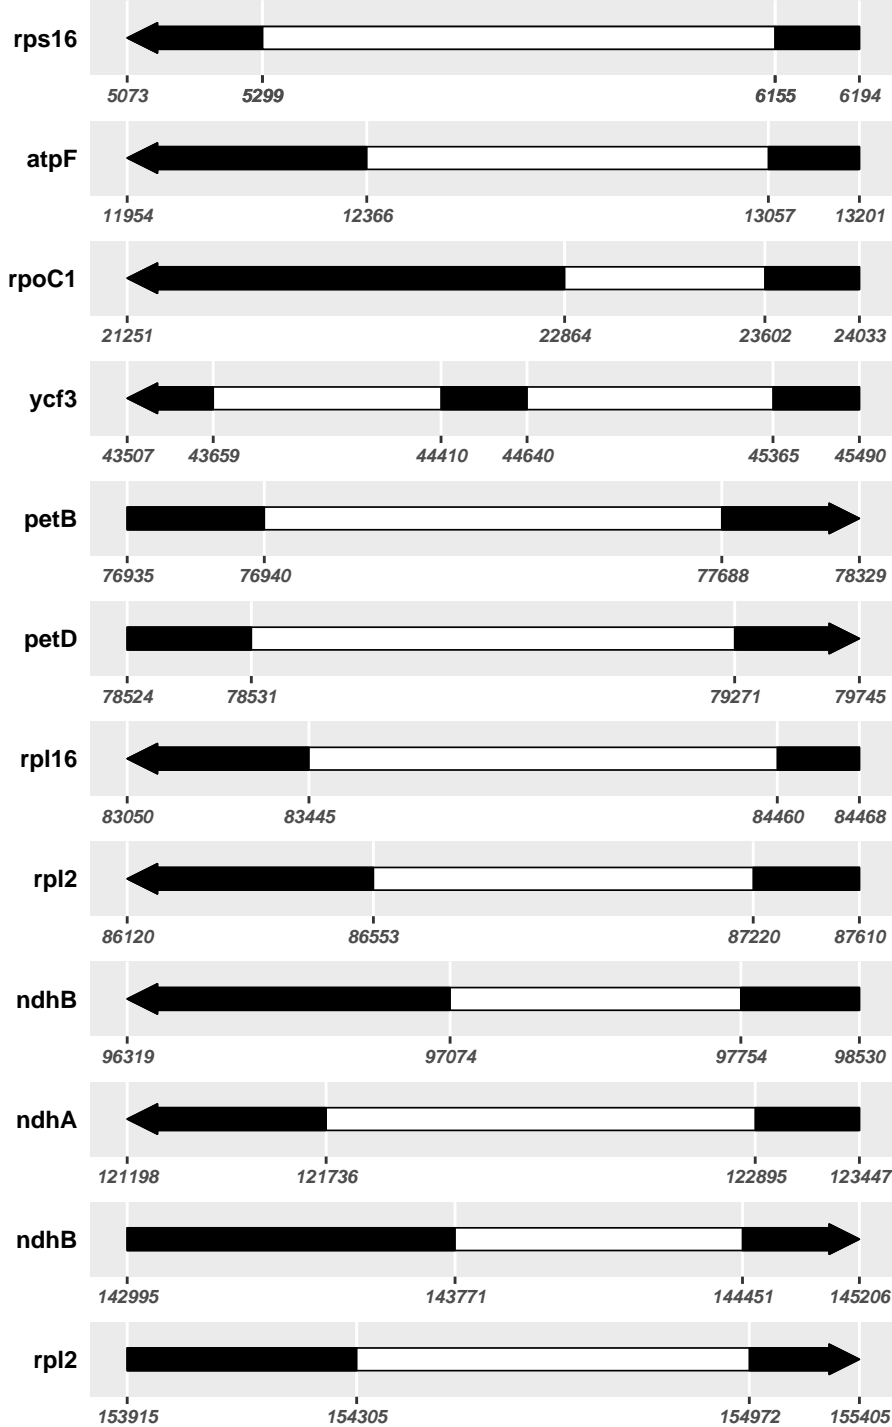 rps16
5073 5299 6155 6194
atpF
11954 12366 13057 13201
rpoC1
21251 22864 23602 24033
ycf3
43507 43659 44410 44640 45365 45490
petB
76935 76940 77688 78329
petD
78524 78531 79271 79745
rpl16
83050 83445 84460 84468
rpl2
86120 86553 87220 87610
ndhB
96319 97074 97754 98530
ndhA
121198 121736 122895 123447
ndhB
142995 143771 144451 145206
rpl2
153915 154305 154972 155405